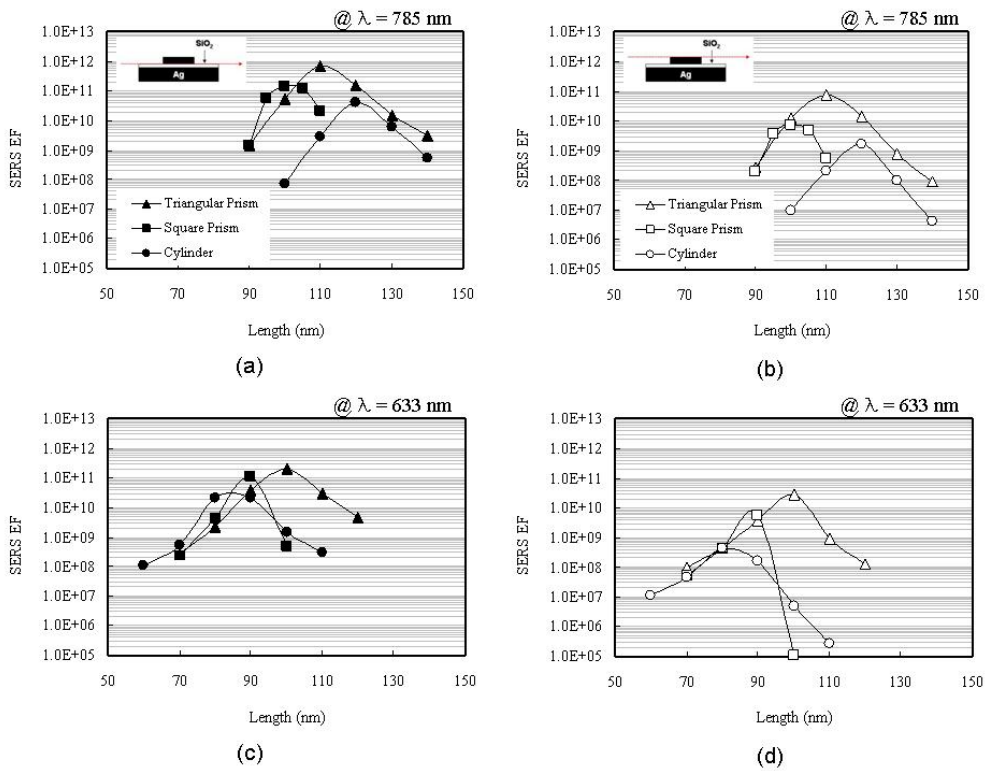 @ λ = 785 nm
SERS EF
1.0E+13
1.0E+12
1.0E+11
1.0E+10
1.0E+09
1.0E+08
1.0E+07
1.0E+06
1.0E+05
SiO2
Ag
Triangular Prism
Square Prism
Cylinder
50 70 90 110 130 150
Length (nm)
(a)
@ λ = 785 nm
SERS EF
1.0E+13
1.0E+12
1.0E+11
1.0E+10
1.0E+09
1.0E+08
1.0E+07
1.0E+06
1.0E+05
SiO2
Ag
Triangular Prism
Square Prism
Cylinder
50 70 90 110 130 150
Length (nm)
(b)
@ λ = 633 nm
SERS EF
1.0E+13
1.0E+12
1.0E+11
1.0E+10
1.0E+09
1.0E+08
1.0E+07
1.0E+06
1.0E+05
50 70 90 110 130 150
Length (nm)
(c)
@ λ = 633 nm
SERS EF
1.0E+13
1.0E+12
1.0E+11
1.0E+10
1.0E+09
1.0E+08
1.0E+07
1.0E+06
1.0E+05
50 70 90 110 130 150
Length (nm)
(d)